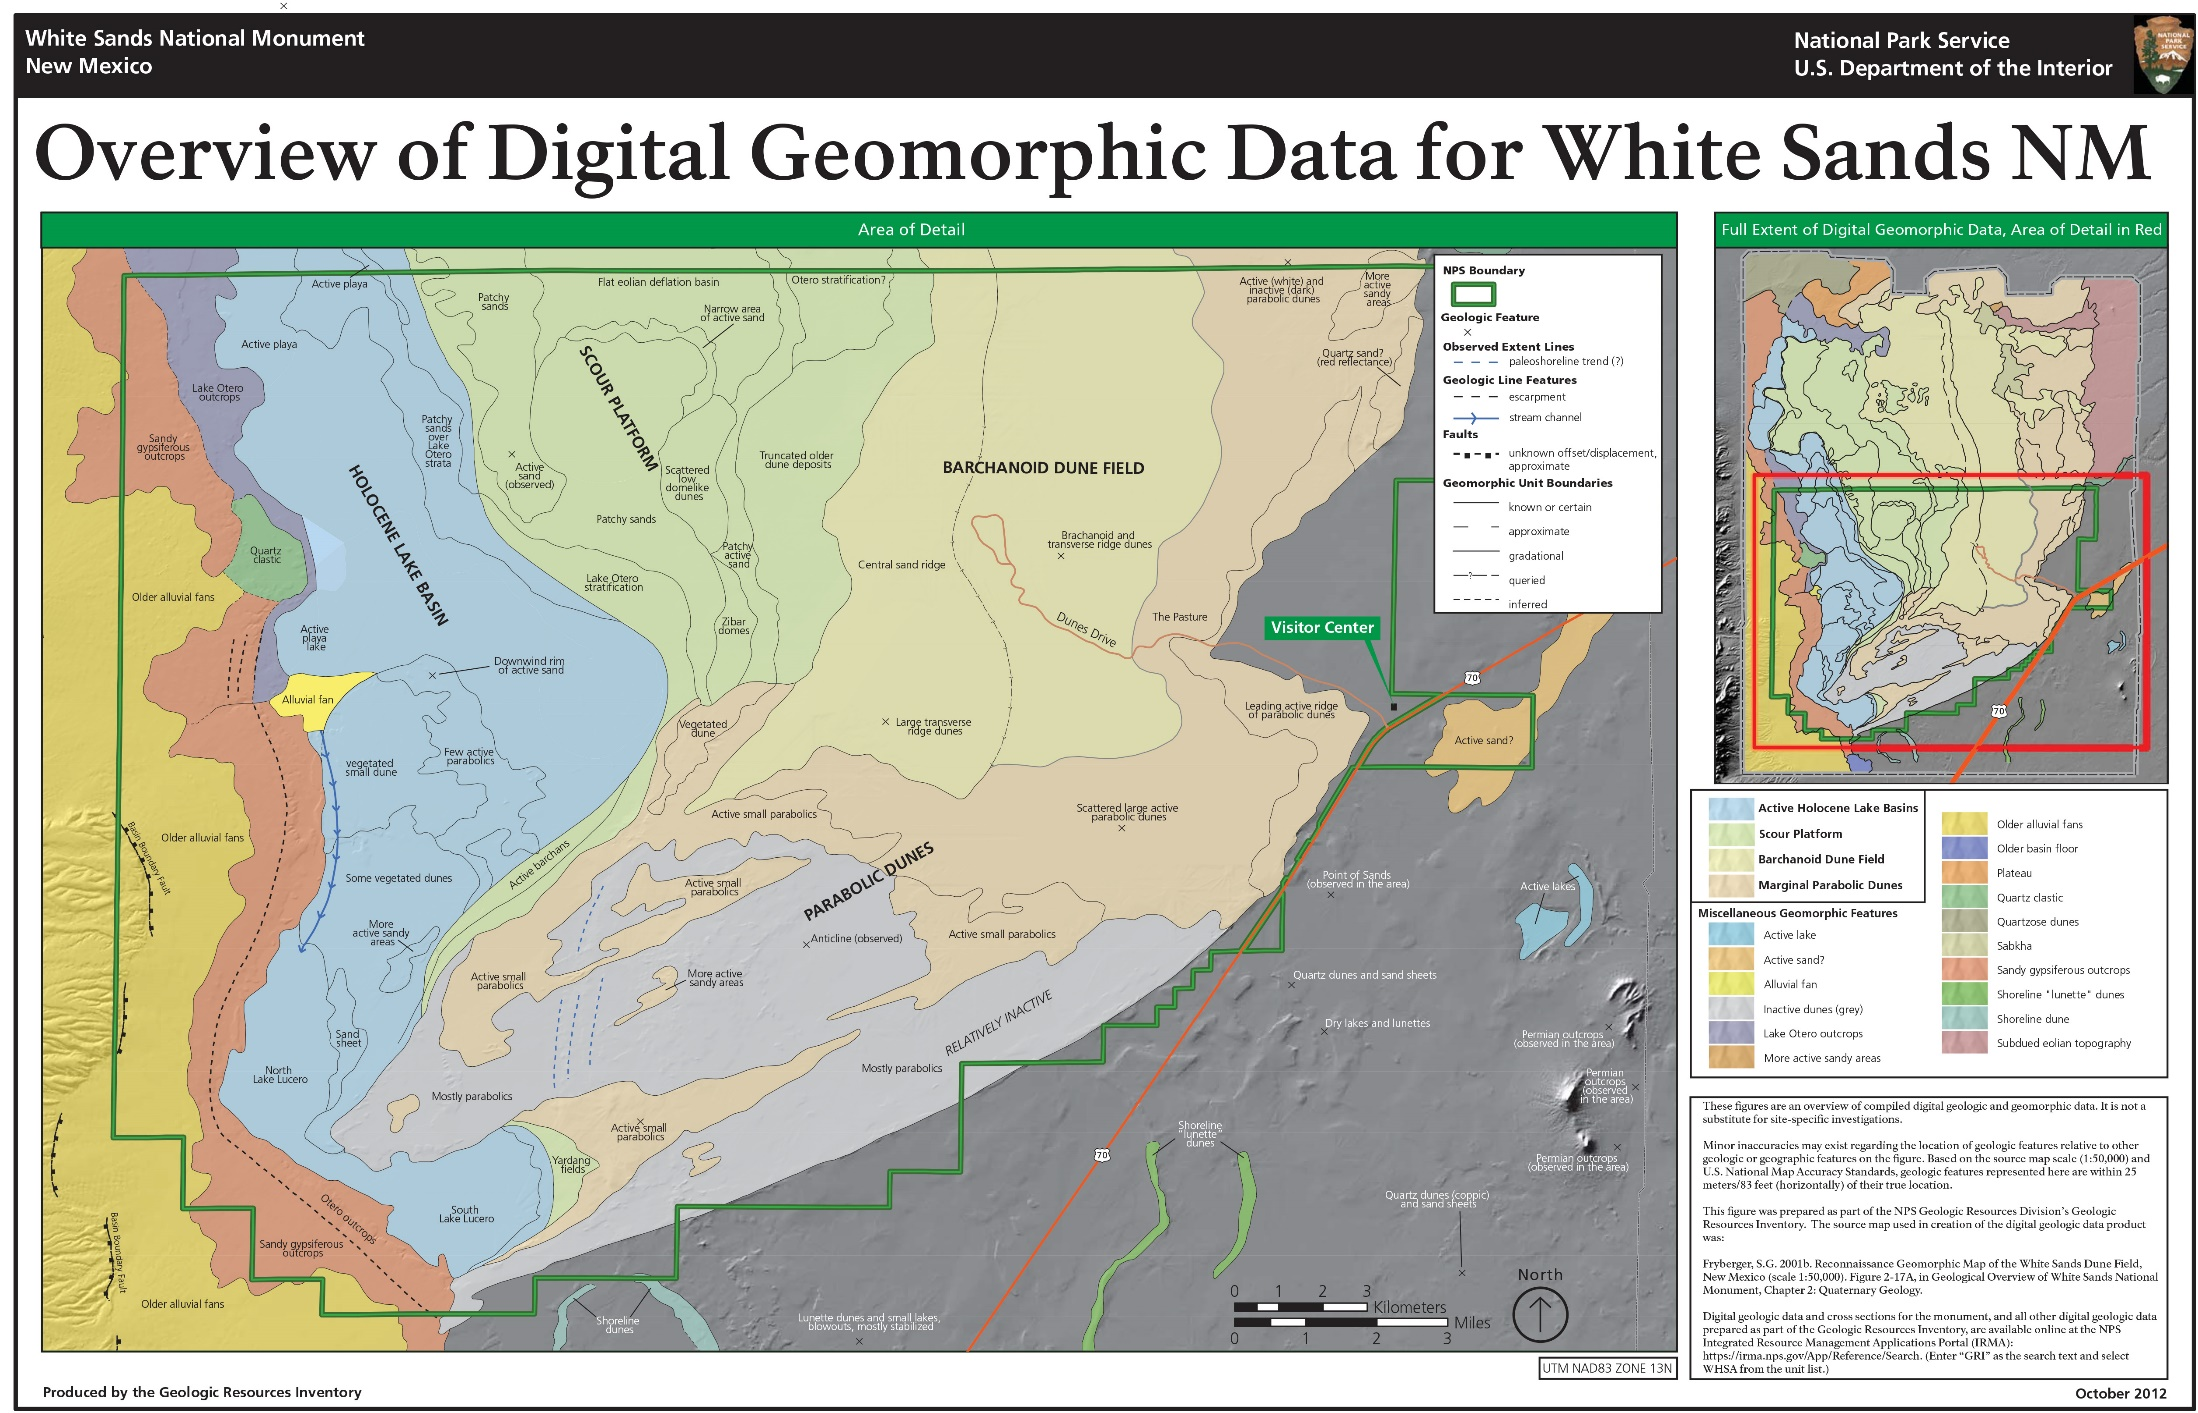 White Sands National Monument
New Mexico
National Park Service
U.S. Department of the Interior
NATIONAL
PARK
SERVICE
Overview of Digital Geomorphic Data for White Sands NM
Area of Detail
Active playa
Patchy
sands
Flat eolian deflation basin
Otero stratification?
Narrow area
of active sand
Active (white) and
inactive (dark)
parabolic dunes
More
active
sandy
areas
Active playa
Quartz sand?
(red reflectance)
Lake Otero
outcrops
SCOUR PLATFORM
Patchy
sands
over
Lake
Otero
strata
Sandy
gypsiferous
outcrops
Active
sand
(observed)
Scattered
low
domelike
dunes
Truncated older
dune deposits
BARCHANOID DUNE FIELD
HOLOCENE LAKE BASIN
Patchy sands
Quartz
clastic
Patchy
active
sand
Brachanoid and
transverse ridge dunes
Central sand ridge
Lake Otero
stratification
Older alluvial fans
Active
playa
lake
Zibar
domes
Dunes Drive
The Pasture
Visitor Center
Downwind rim
of active sand
Alluvial fan
70
Vegetated
dune
Large transverse
ridge dunes
Leading active ridge
of parabolic dunes
Active sand?
vegetated
small dune
Few active
parabolics
Active small parabolics
Scattered large active
parabolic dunes
Basin Boundary Fault
Older alluvial fans
Active barchans
Some vegetated dunes
Active small
parabolics
PARABOLIC DUNES
Point of Sands
(observed in the area)
Active lakes
More
active sandy
areas
Anticline (observed)
Active small parabolics
Active small
parabolics
More active
sandy areas
Quartz dunes and sand sheets
RELATIVELY INACTIVE
Dry lakes and lunettes
Sand
sheet
Permian outcrops
(observed in the area)
North
Lake Lucero
Mostly parabolics
Mostly parabolics
Permian
outcrops
(observed
in the area)
Active small
parabolics
Shoreline
"lunette"
dunes
70
Yardang
fields
Permian outcrops
(observed in the area)
Otero outcrops
South
Lake Lucero
Quartz dunes (coppic)
and sand sheets
Basin Boundary Fault
Sandy gypsiferous
outcrops
Older alluvial fans
Shoreline
dunes
Lunette dunes and small lakes,
blowouts, mostly stabilized
0 1 2 3
Kilometers
Miles
0 1 2 3
North
UTM NAD83 ZONE 13N
NPS Boundary
Geologic Feature
Observed Extent Lines
paleoshoreline trend (?)
Geologic Line Features
escarpment
stream channel
Faults
unknown offset/displacement,
approximate
Geomorphic Unit Boundaries
known or certain
approximate
gradational
?
queried
inferred
Full Extent of Digital Geomorphic Data, Area of Detail in Red
70
Active Holocene Lake Basins
Scour Platform
Barchanoid Dune Field
Marginal Parabolic Dunes
Miscellaneous Geomorphic Features
Active lake
Active sand?
Alluvial fan
Inactive dunes (grey)
Lake Otero outcrops
More active sandy areas
Older alluvial fans
Older basin floor
Plateau
Quartz clastic
Quartzose dunes
Sabkha
Sandy gypsiferous outcrops
Shoreline "lunette" dunes
Shoreline dune
Subdued eolian topography
These figures are an overview of compiled digital geologic and geomorphic data. It is not a
substitute for site-specific investigations.
Minor inaccuracies may exist regarding the location of geologic features relative to other
geologic or geographic features on the figure. Based on the source map scale (1:50,000) and
U.S. National Map Accuracy Standards, geologic features represented here are within 25
meters/83 feet (horizontally) of their true location.
This figure was prepared as part of the NPS Geologic Resources Division's Geologic
Resources Inventory. The source map used in creation of the digital geologic data product
was:
Fryberger, S.G. 2001b. Reconnaissance Geomorphic Map of the White Sands Dune Field,
New Mexico (scale 1:50,000). Figure 2-17A, in Geological Overview of White Sands National
Monument, Chapter 2: Quaternary Geology.
Digital geologic data and cross sections for the monument, and all other digital geologic data
prepared as part of the Geologic Resources Inventory, are available online at the NPS
Integrated Resource Management Applications Portal (IRMA):
https://irma.nps.gov/App/Reference/Search. (Enter "GRI" as the search text and select
WHSA from the unit list.)
Produced by the Geologic Resources Inventory
October 2012